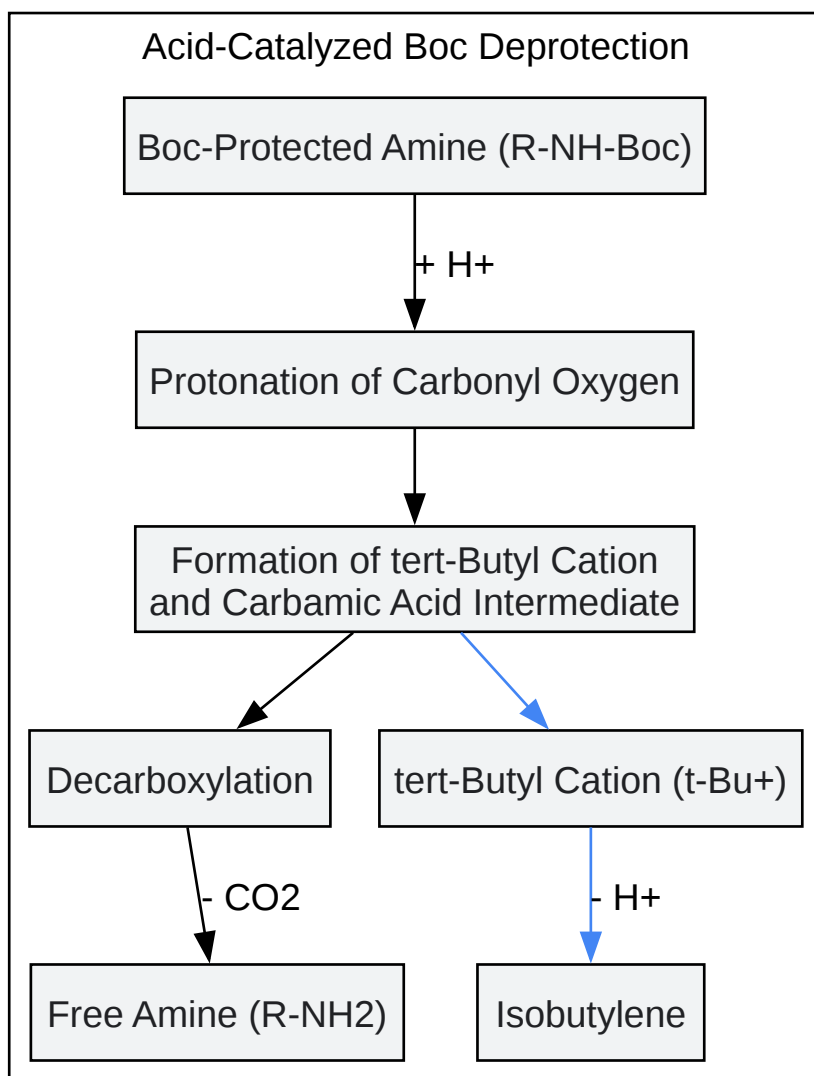 Acid-Catalyzed Boc Deprotection
Boc-Protected Amine (R-NH-Boc)
+ H+
Protonation of Carbonyl Oxygen
Formation of tert-Butyl Cation
and Carbamic Acid Intermediate
Decarboxylation
tert-Butyl Cation (t-Bu+)
- CO2
- H+
Free Amine (R-NH2)
Isobutylene